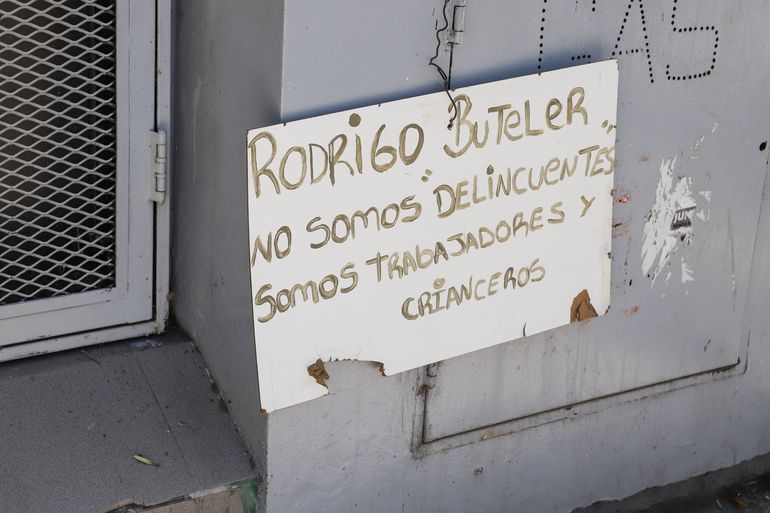 RODRIGO BUTELER
NO SOMOS "DELINCUENTES"
SOMOS TRABAJADORES Y
CRIANCEROS